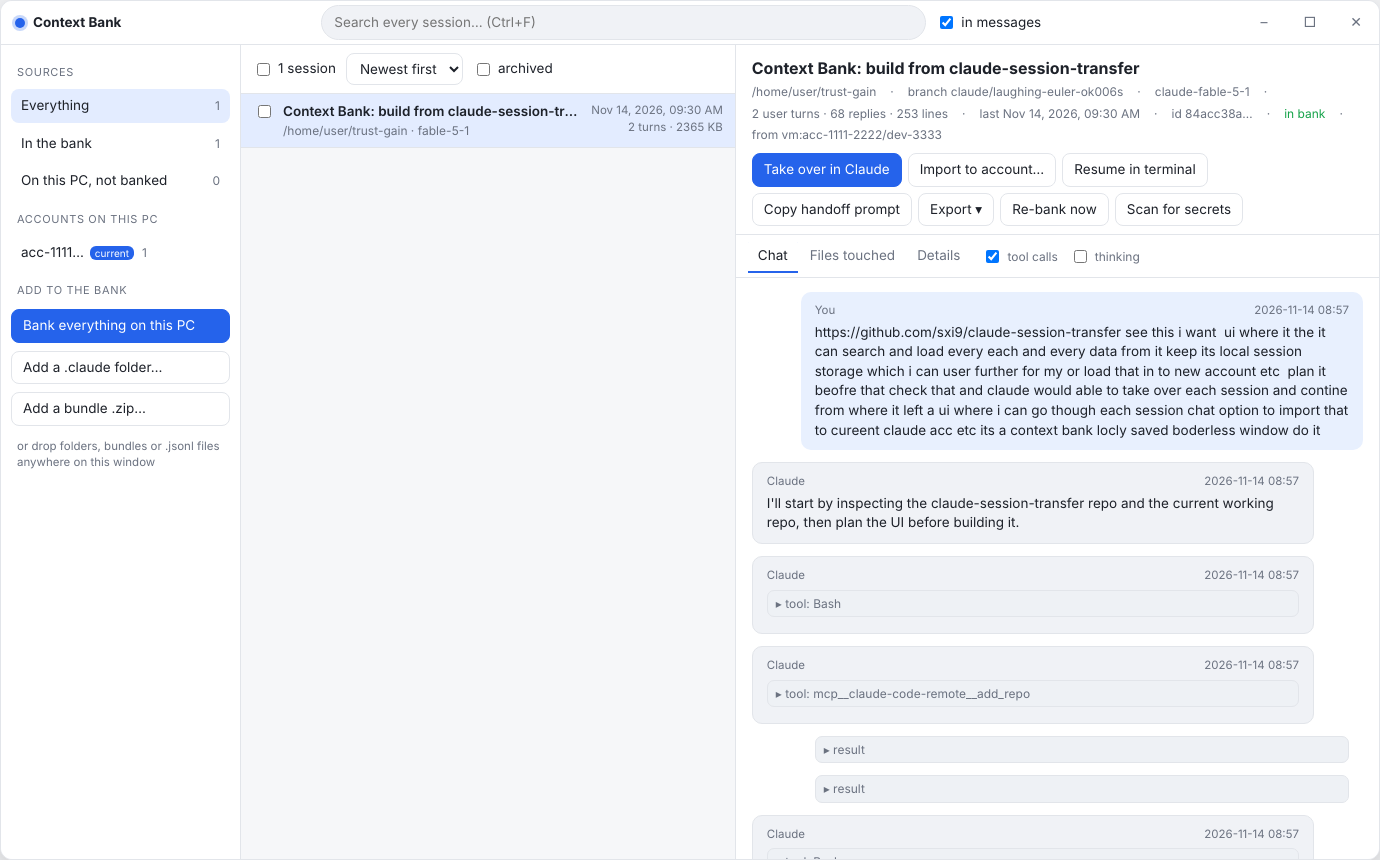 Context Bank
Search every session... (Ctrl+F)
in messages
SOURCES
Everything 1
In the bank 1
On this PC, not banked 0
ACCOUNTS ON THIS PC
acc-1111... current 1
ADD TO THE BANK
Bank everything on this PC
Add a .claude folder...
Add a bundle .zip...
or drop folders, bundles or .jsonl files
anywhere on this window
1 session Newest first archived
Context Bank: build from claude-session-tr... Nov 14, 2026, 09:30 AM
/home/user/trust-gain · fable-5-1 2 turns · 2365 KB
Context Bank: build from claude-session-transfer
/home/user/trust-gain · branch claude/laughing-euler-ok006s · claude-fable-5-1 ·
2 user turns · 68 replies · 253 lines · last Nov 14, 2026, 09:30 AM · id 84acc38a... · in bank ·
from vm:acc-1111-2222/dev-3333
Take over in Claude Import to account... Resume in terminal
Copy handoff prompt Export ▾ Re-bank now Scan for secrets
Chat Files touched Details tool calls thinking
You 2026-11-14 08:57
https://github.com/sxi9/claude-session-transfer see this i want  ui where it the it
can search and load every each and every data from it keep its local session
storage which i can user further for my or load that in to new account etc  plan it
beofre that check that and claude would able to take over each session and contine
from where it left a ui where i can go though each session chat option to import that
to cureent claude acc etc its a context bank locly saved boderless window do it
Claude 2026-11-14 08:57
I'll start by inspecting the claude-session-transfer repo and the current working
repo, then plan the UI before building it.
Claude 2026-11-14 08:57
▸ tool: Bash
Claude 2026-11-14 08:57
▸ tool: mcp__claude-code-remote__add_repo
▸ result
▸ result
Claude 2026-11-14 08:57